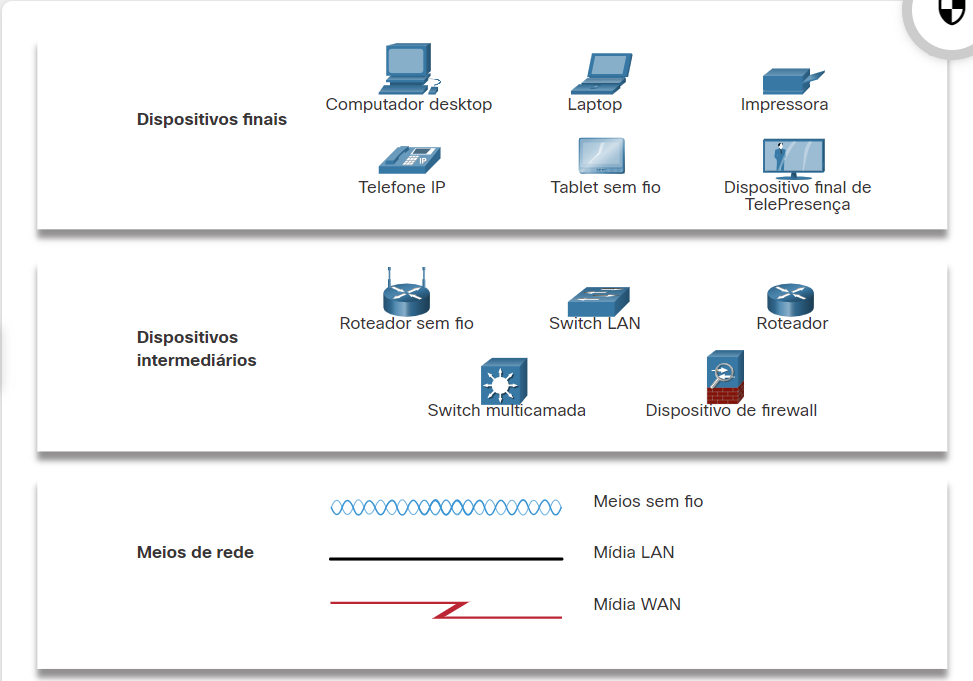 Dispositivos finais
Computador desktop
Laptop
Impressora
IP
Telefone IP
Tablet sem fio
Dispositivo final de
TelePresença
Dispositivos
intermediários
Roteador sem fio
Switch LAN
Roteador
Switch multicamada
Dispositivo de firewall
Meios de rede
Meios sem fio
Mídia LAN
Mídia WAN